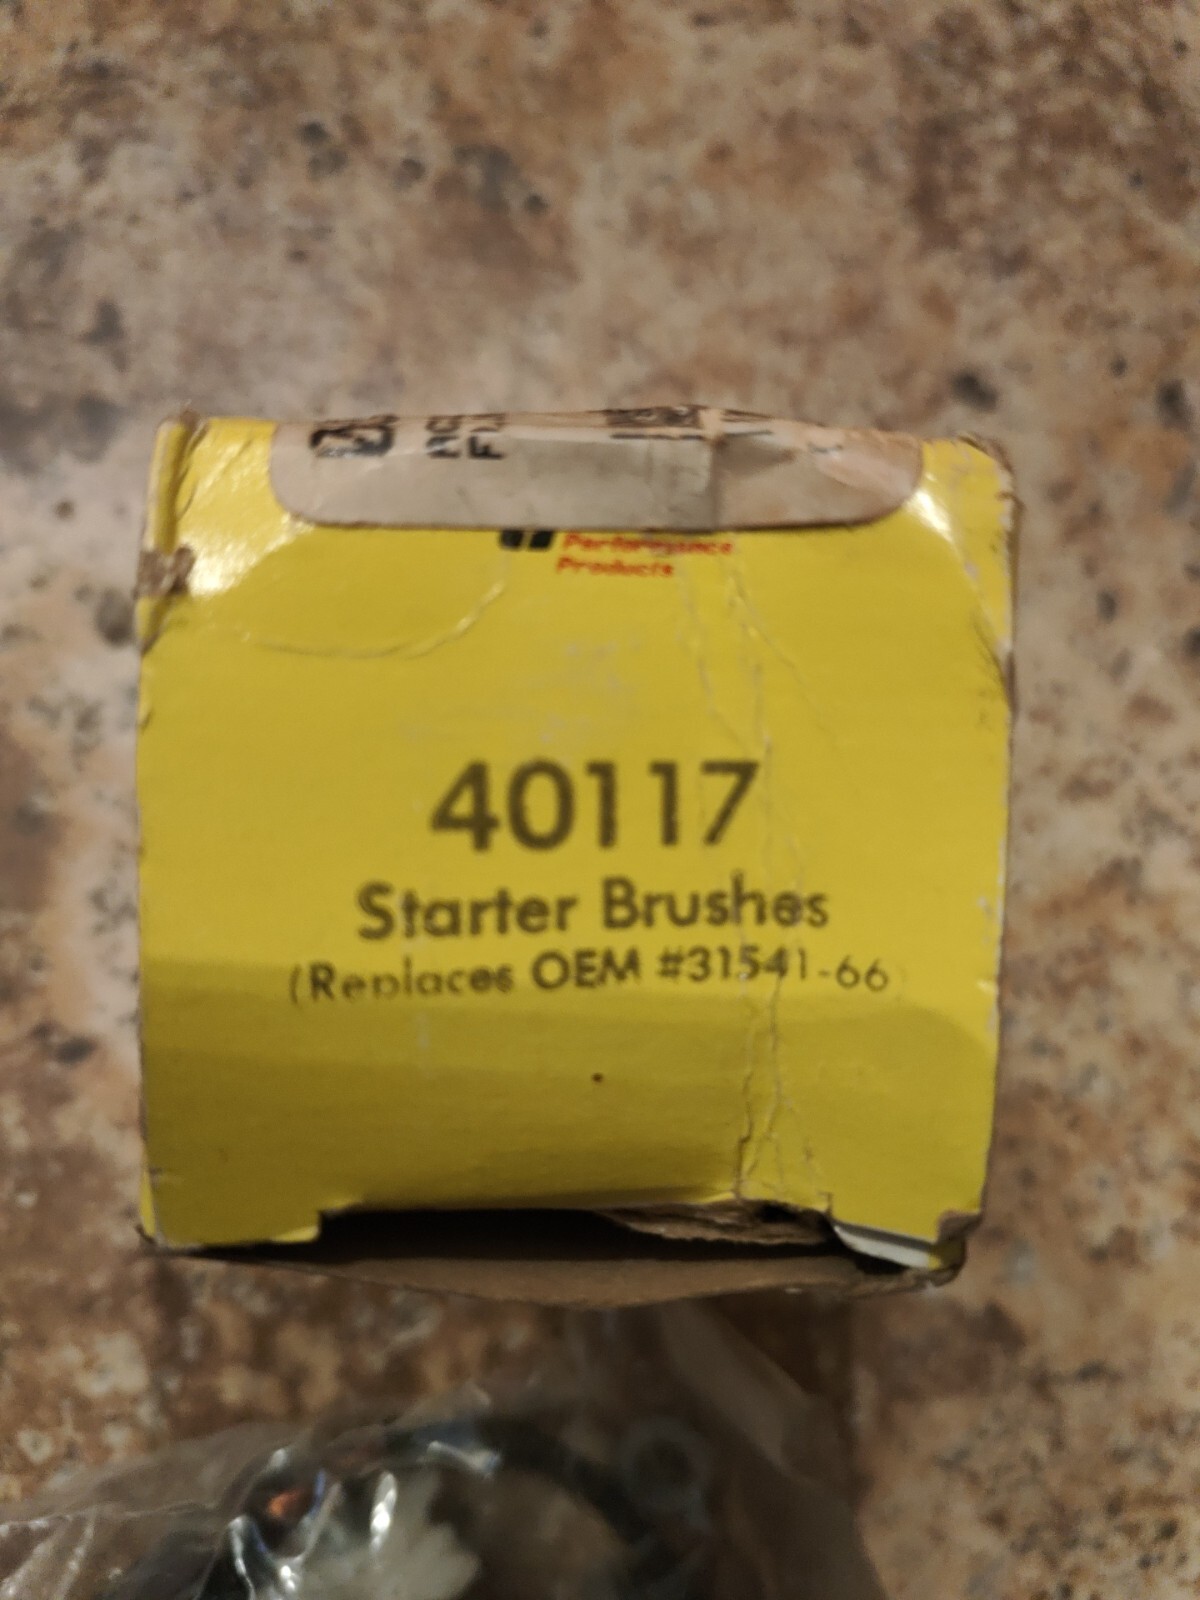 Performance
Products
40117
Starter Brushes
(Replaces OEM #31541-66)